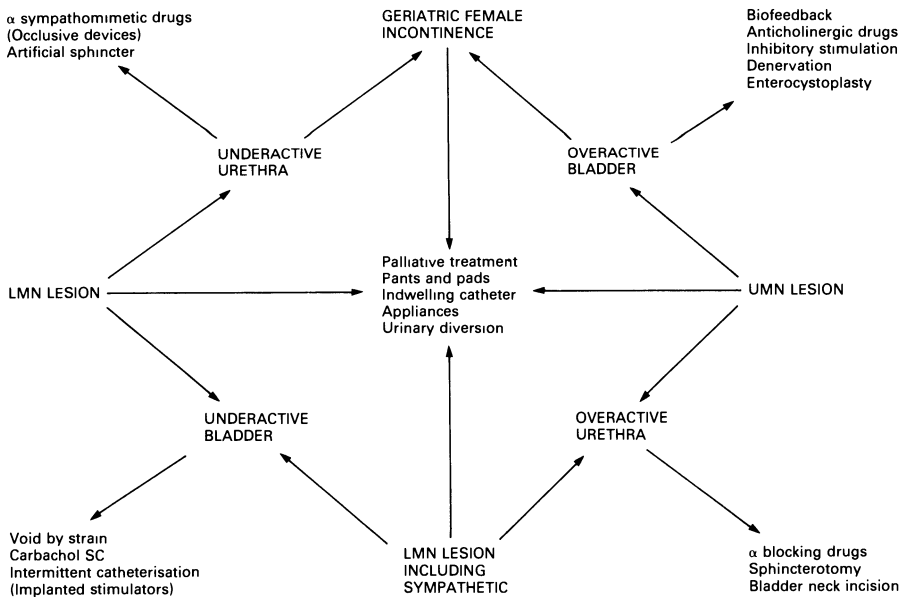 α sympathomimetic drugs
(Occlusive devices)
Artificial sphincter
GERIATRIC FEMALE
INCONTINENCE
Biofeedback
Anticholinergic drugs
Inhibitory stimulation
Denervation
Enterocystoplasty
UNDERACTIVE
URETHRA
OVERACTIVE
BLADDER
LMN LESION
Palliative treatment
Pants and pads
Indwelling catheter
Appliances
Urinary diversion
UMN LESION
UNDERACTIVE
BLADDER
OVERACTIVE
URETHRA
Void by strain
Carbachol SC
Intermittent catheterisation
(Implanted stimulators)
LMN LESION
INCLUDING
SYMPATHETIC
α blocking drugs
Sphincterotomy
Bladder neck incision